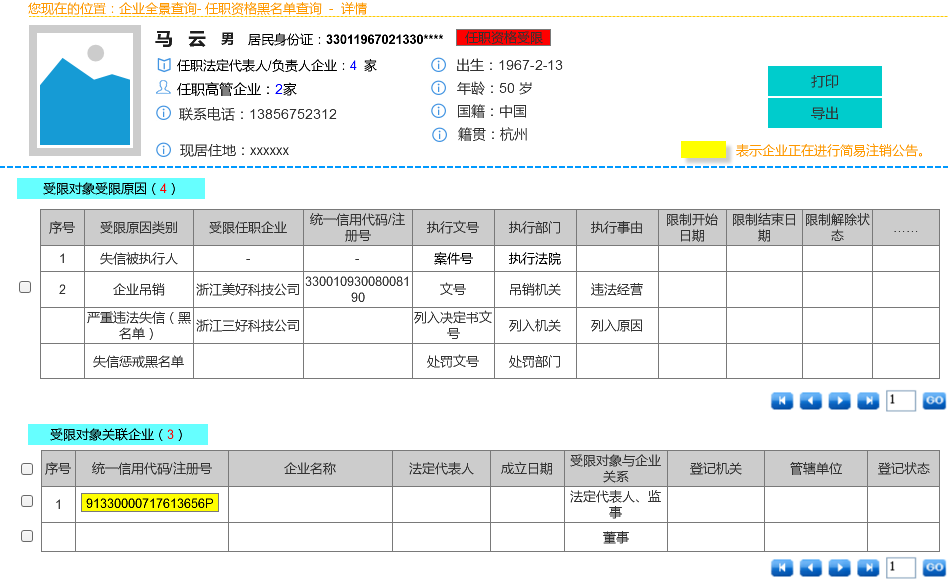 您现在的位置：企业全景查询- 任职资格黑名单查询 - 详情
马 云 男 居民身份证：33011967021330**** 任职资格受限
任职法定代表人/负责人企业：4 家 出生：1967-2-13
任职高管企业：2家 年龄：50 岁 打印
联系电话：13856752312 国籍：中国 导出
籍贯：杭州
现居住地：xxxxxx 表示企业正在进行简易注销公告。
受限对象受限原因（4）
序号 受限原因类别 受限任职企业 统一信用代码/注册号 执行文号 执行部门 执行事由 限制开始日期 限制结束日期 限制解除状态 ……
1 失信被执行人 - - 案件号 执行法院
2 企业吊销 浙江美好科技公司 33001093008008190 文号 吊销机关 违法经营
严重违法失信（黑名单） 浙江三好科技公司 列入决定书文号 列入机关 列入原因
失信惩戒黑名单 处罚文号 处罚部门
1 GO
受限对象关联企业（3）
序号 统一信用代码/注册号 企业名称 法定代表人 成立日期 受限对象与企业关系 登记机关 管辖单位 登记状态
1 91330000717613656P 法定代表人、监事
董事
1 GO